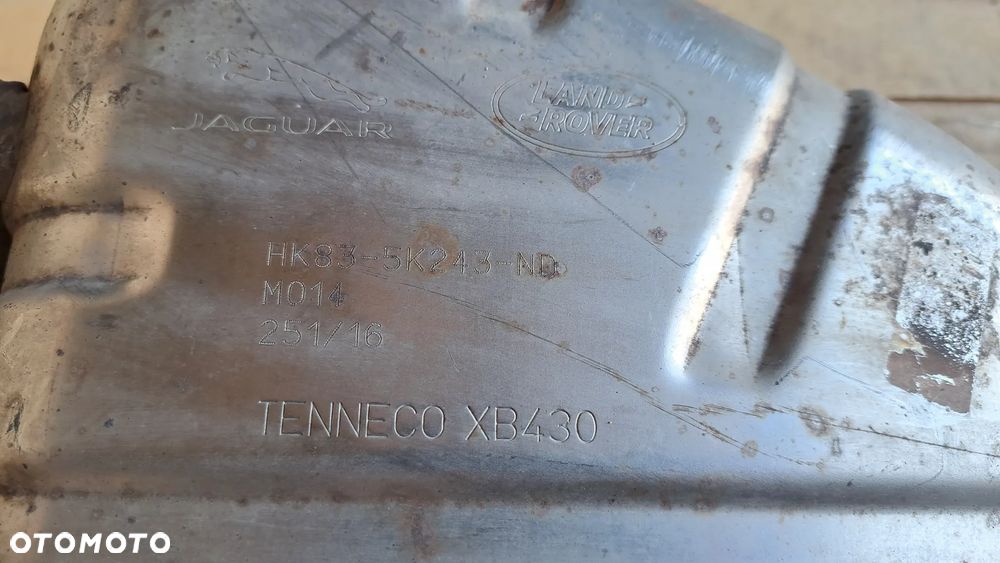 JAGUAR
LAND
ROVER
HK83-5K243-ND
M014
251/16
TENNECO XB430
OTOMOTO